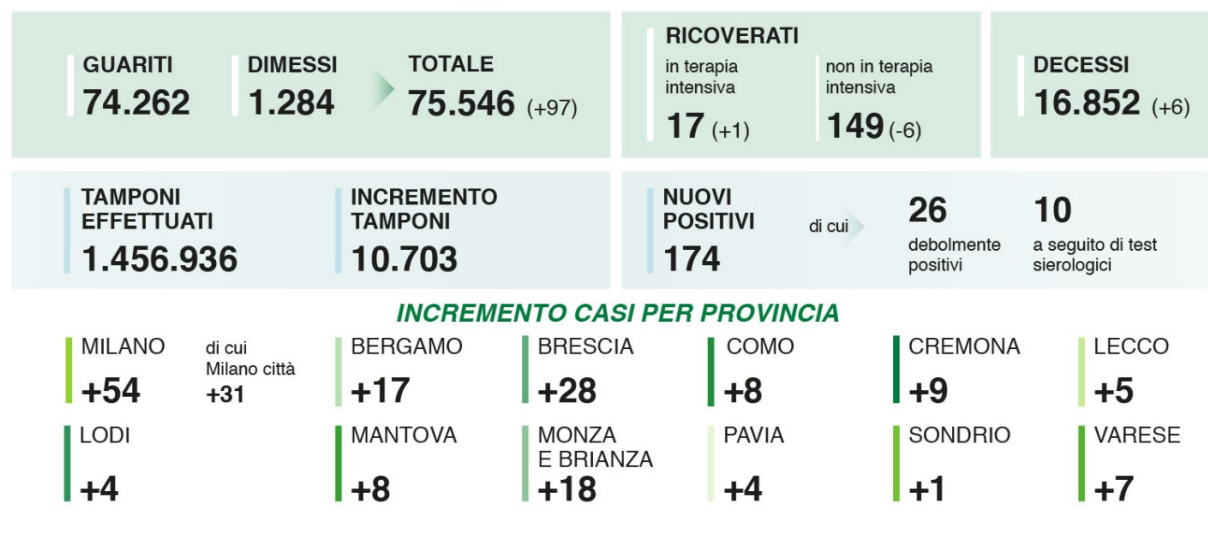 GUARITI
74.262
DIMESSI
1.284
TOTALE
75.546 (+97)
RICOVERATI
in terapia
intensiva
17 (+1)
non in terapia
intensiva
149 (-6)
DECESSI
16.852 (+6)
TAMPONI
EFFETTUATI
1.456.936
INCREMENTO
TAMPONI
10.703
NUOVI
POSITIVI
174
di cui
26
debolmente
positivi
10
a seguito di test
sierologici
INCREMENTO CASI PER PROVINCIA
MILANO
+54
di cui
Milano città
+31
BERGAMO
+17
BRESCIA
+28
COMO
+8
CREMONA
+9
LECCO
+5
LODI
+4
MANTOVA
+8
MONZA
E BRIANZA
+18
PAVIA
+4
SONDRIO
+1
VARESE
+7